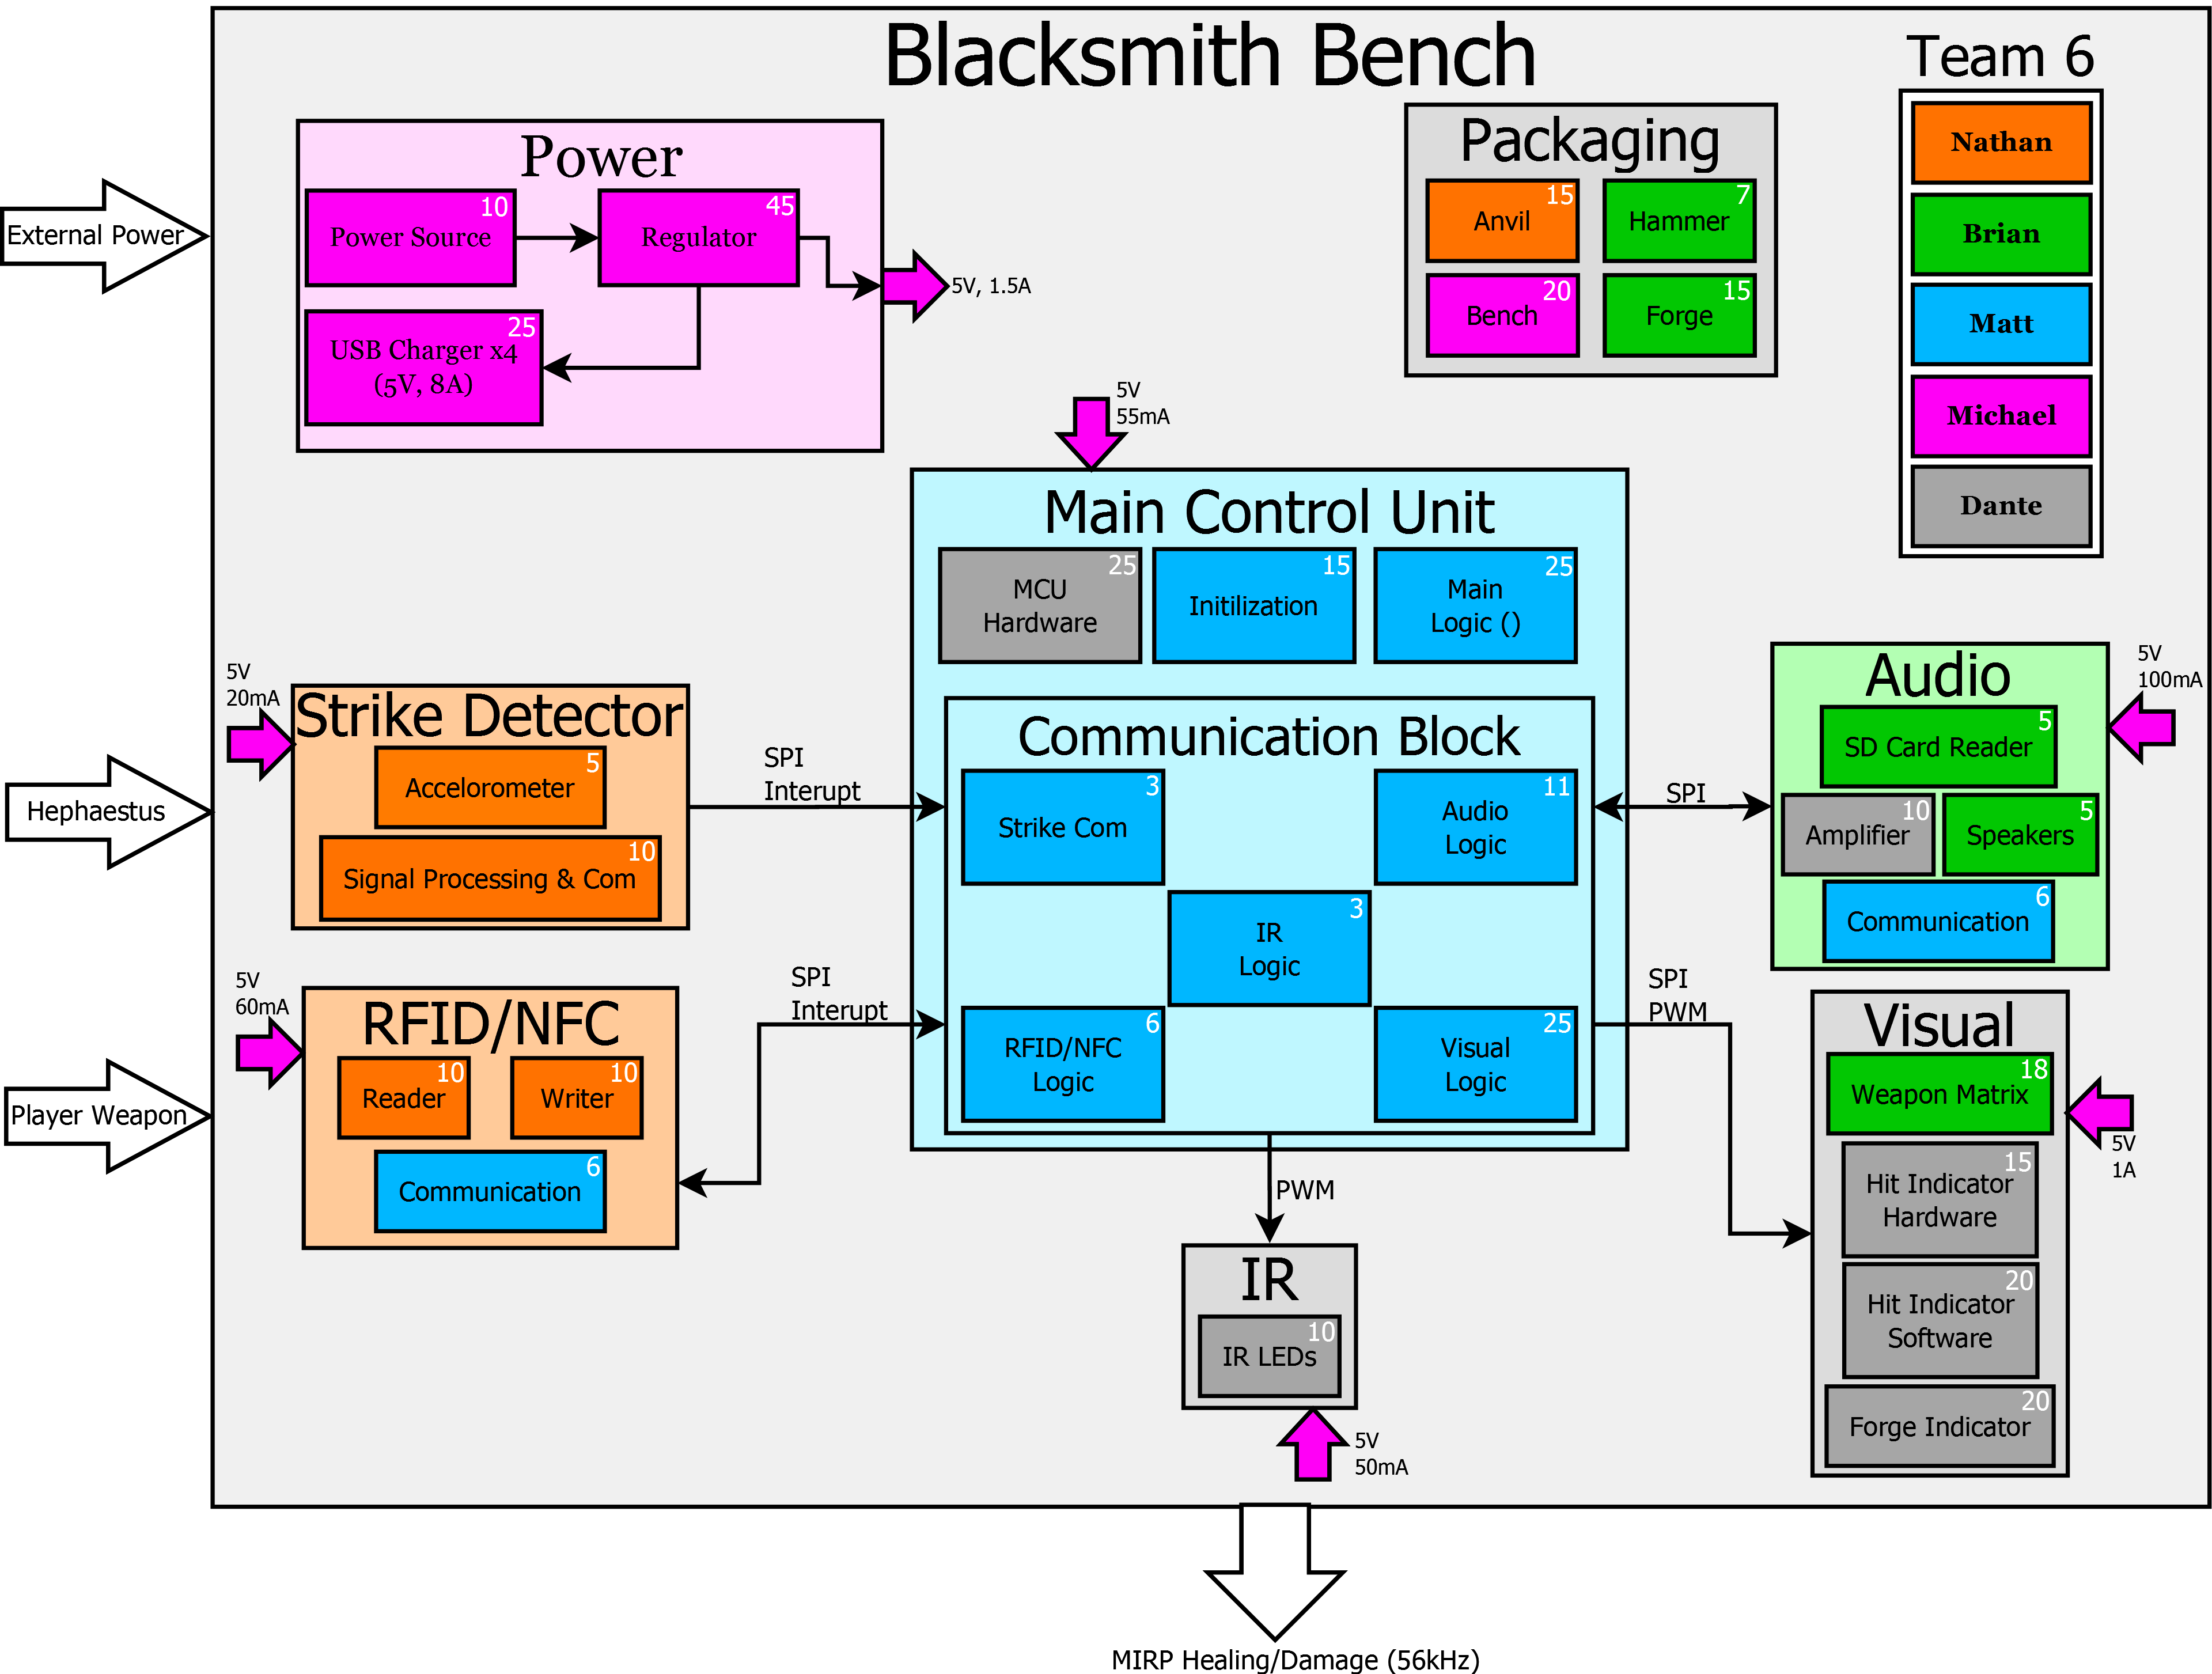 Blacksmith Bench
Team 6
Nathan
Brian
Matt
Michael
Dante
External Power
Power
10
Power Source
45
Regulator
25
USB Charger x4
(5V, 8A)
5V, 1.5A
Packaging
15
Anvil
7
Hammer
20
Bench
15
Forge
5V
55mA
Main Control Unit
25
MCU
Hardware
15
Initilization
25
Main
Logic ()
Communication Block
3
Strike Com
11
Audio
Logic
3
IR
Logic
6
RFID/NFC
Logic
25
Visual
Logic
5V
20mA
Strike Detector
5
Accelorometer
10
Signal Processing & Com
SPI
Interupt
Hephaestus
5V
60mA
RFID/NFC
10
Reader
10
Writer
6
Communication
SPI
Interupt
Player Weapon
SPI
Audio
5
SD Card Reader
10
Amplifier
5
Speakers
6
Communication
5V
100mA
SPI
PWM
Visual
18
Weapon Matrix
15
Hit Indicator
Hardware
20
Hit Indicator
Software
20
Forge Indicator
5V
1A
PWM
IR
10
IR LEDs
5V
50mA
MIRP Healing/Damage (56kHz)